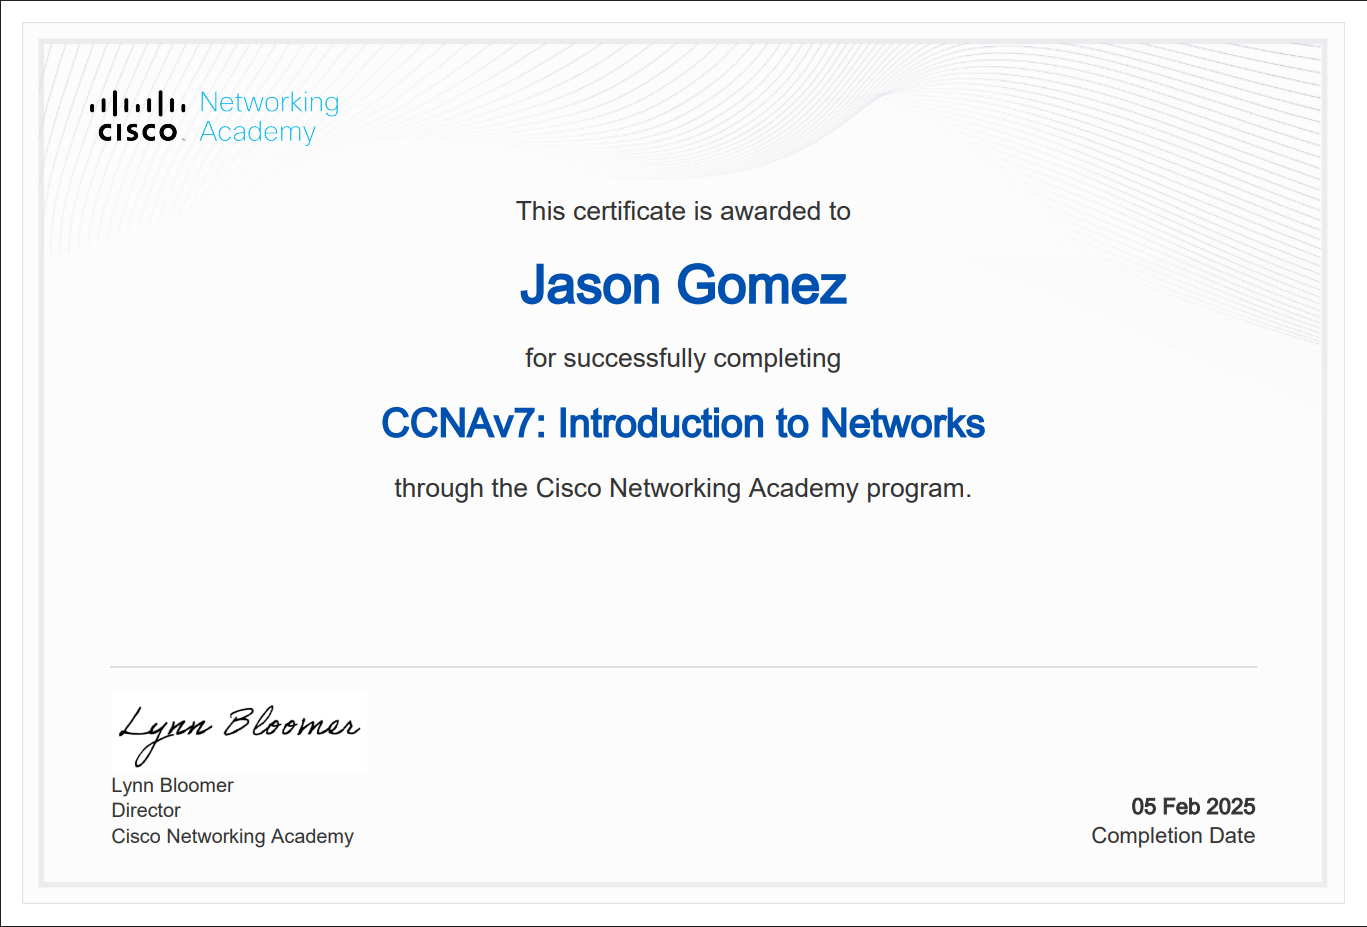 Networking
CISCO Academy
This certificate is awarded to
Jason Gomez
for successfully completing
CCNAv7: Introduction to Networks
through the Cisco Networking Academy program.
Lynn Bloomer
Lynn Bloomer
Director
Cisco Networking Academy
05 Feb 2025
Completion Date